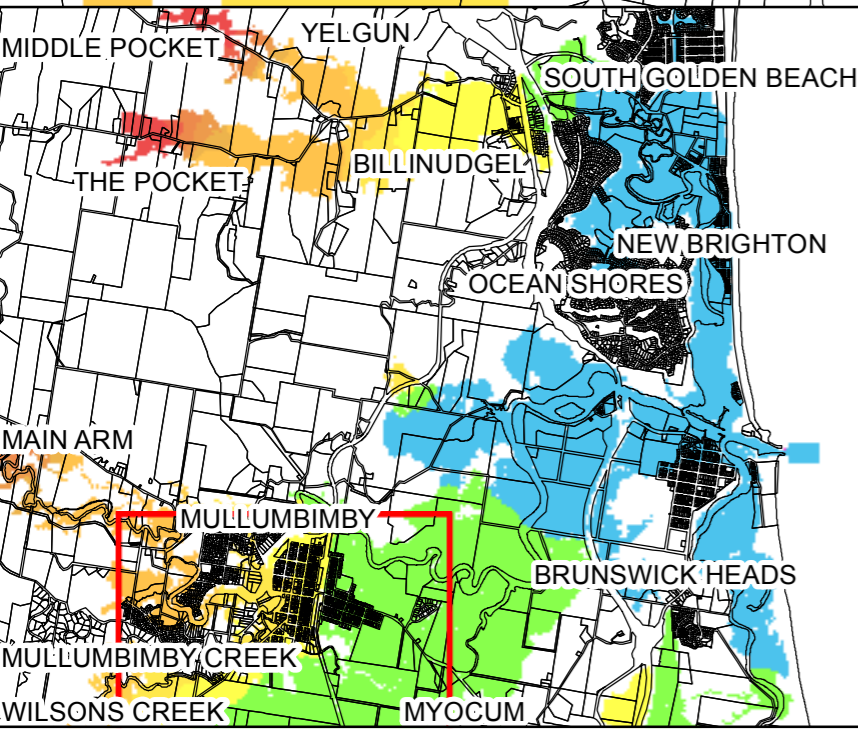 YELGUN
MIDDLE POCKET
SOUTH GOLDEN BEACH
BILLINUDGEL
THE POCKET
NEW BRIGHTON
OCEAN SHORES
MAIN ARM
MULLUMBIMBY
BRUNSWICK HEADS
MULLUMBIMBY CREEK
WILSONS CREEK
MYOCUM